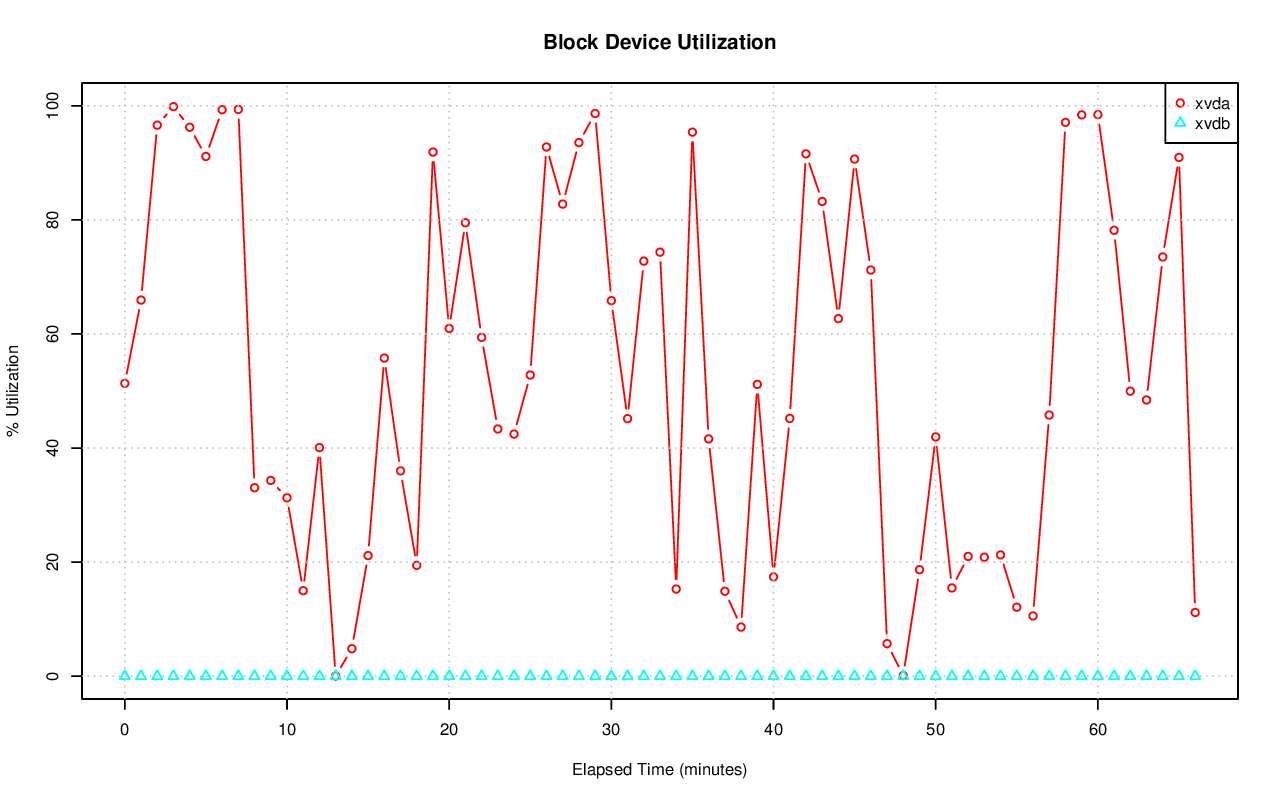 Block Device Utilization
xvda
xvdb
% Utilization
100
80
60
40
20
0
0 10 20 30 40 50 60
Elapsed Time (minutes)